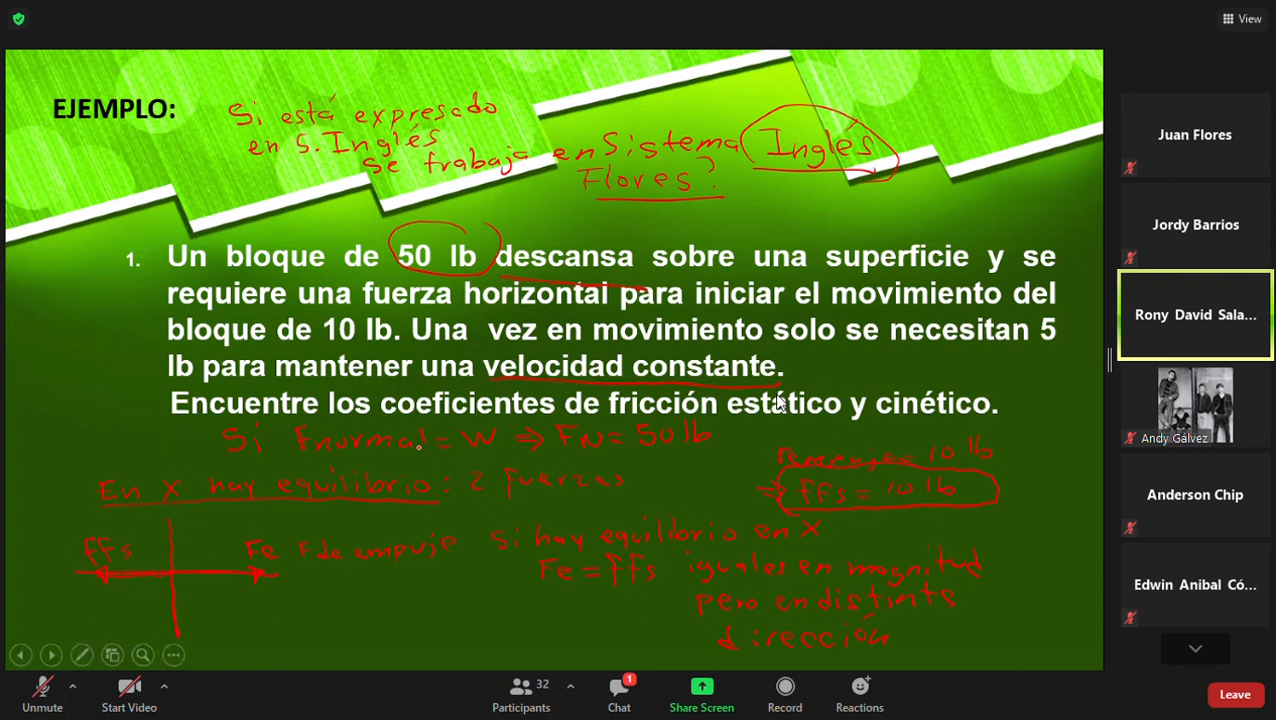 View
EJEMPLO:
Si está expresado
en S. Inglés
se trabaja en Sistema Inglés
Flores?
1. Un bloque de 50 lb descansa sobre una superficie y se
requiere una fuerza horizontal para iniciar el movimiento del
bloque de 10 lb. Una vez en movimiento solo se necesitan 5
lb para mantener una velocidad constante.
Encuentre los coeficientes de fricción estático y cinético.
Si Fnormal = W ⇒ FN = 50 lb
En X hay equilibrio: 2 fuerzas
= 10 lb
⇒ ffs = 10 lb
ffs
Fe F de empuje
Si hay equilibrio en X
Fe = ffs iguales en magnitud
pero en distinta
dirección
Juan Flores
Jordy Barrios
Rony David Sala...
Andy Gálvez
Anderson Chip
Edwin Anibal Có...
Unmute
Start Video
32
Participants
1
Chat
Share Screen
Record
Reactions
Leave